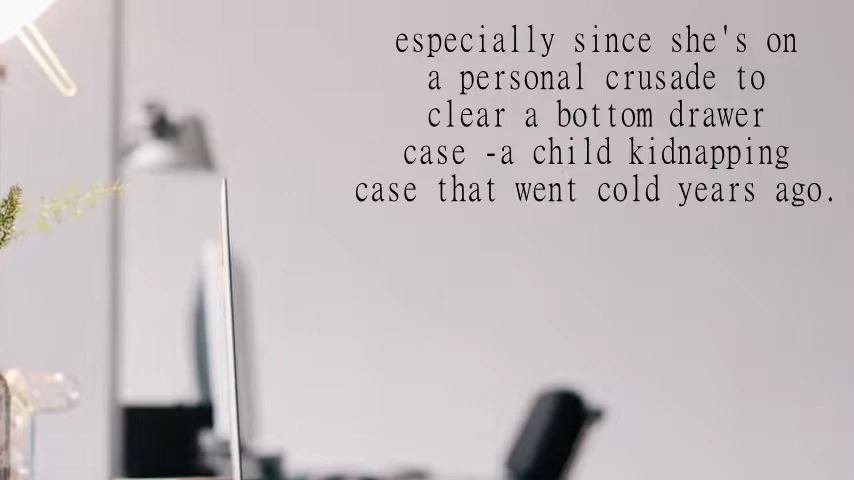 especially since she's on
a personal crusade to
clear a bottom drawer
case -a child kidnapping
case that went cold years ago.